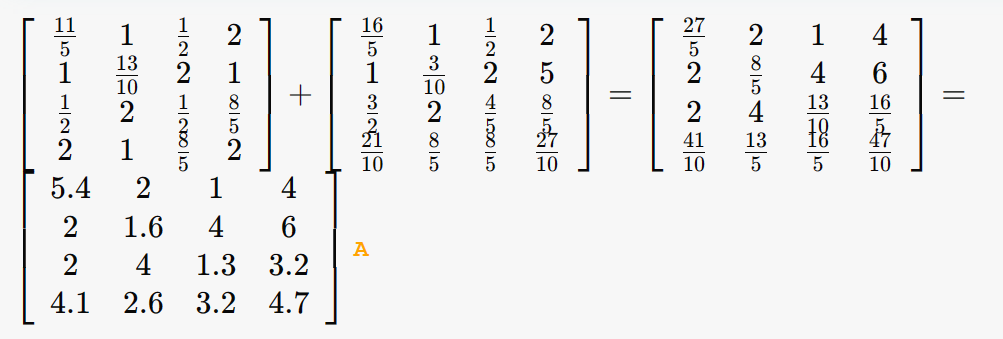 [ 11/5 1 1/2 2 ] + [ 16/5 1 1/2 2 ] = [ 27/5 2 1 4 ] =
[ 1 13/10 2 1 ] [ 1 3/10 2 5 ] [ 2 8/5 4 6 ]
[ 1/2 2 1/2 8/5 ] [ 3/2 2 4/5 8/5 ] [ 2 4 13/10 16/5 ]
[ 2 1 8/5 2 ] [ 21/10 8/5 8/5 27/10 ] [ 41/10 13/5 16/5 47/10 ]
[ 5.4 2 1 4 ]
[ 2 1.6 4 6 ] A
[ 2 4 1.3 3.2 ]
[ 4.1 2.6 3.2 4.7 ]